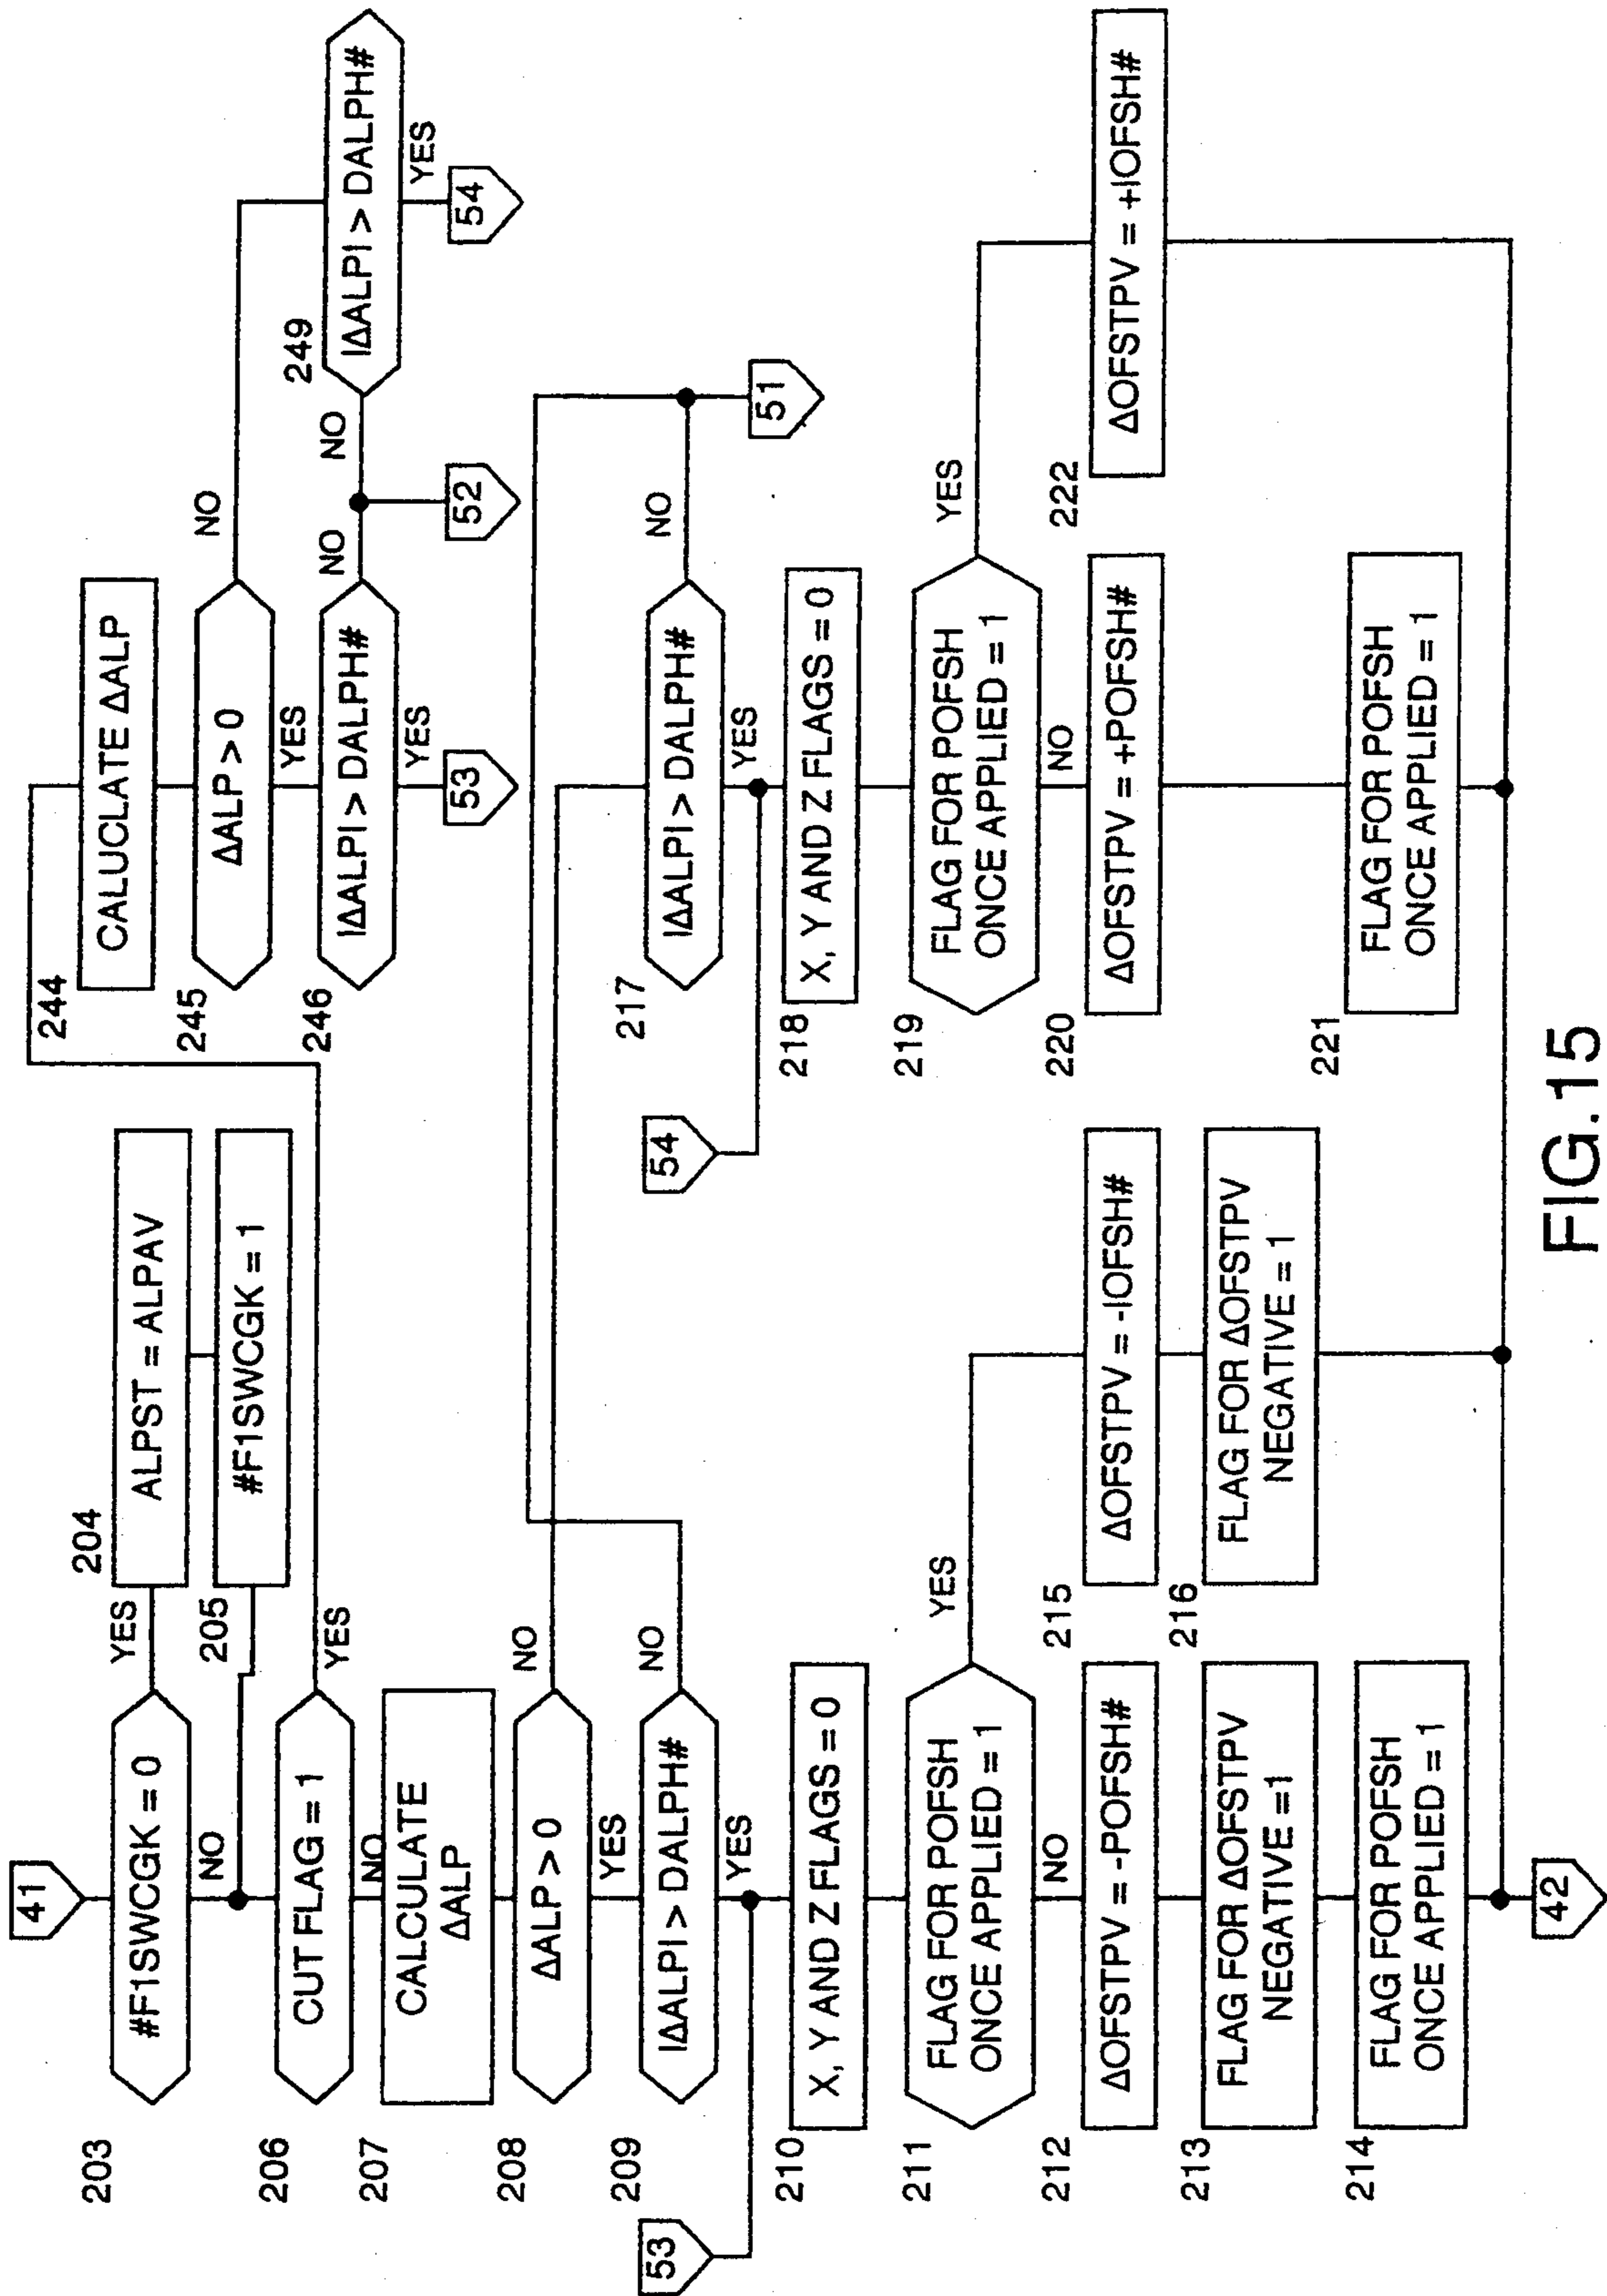 41
203
#F1SWCGK = 0
YES
NO
204
ALPST = ALPAV
205
#F1SWCGK = 1
206
CUT FLAG = 1
YES
NO
207
CALCULATE
ΔALP
208
ΔALP > 0
NO
YES
209
IΔALPI > DALPH#
NO
YES
53
210
X, Y AND Z FLAGS = 0
211
FLAG FOR POFSH
ONCE APPLIED = 1
YES
NO
212
ΔOFSTPV = -POFSH#
213
FLAG FOR ΔOFSTPV
NEGATIVE =1
214
FLAG FOR POFSH
ONCE APPLIED = 1
42
215
ΔOFSTPV = -IOFSH#
216
FLAG FOR ΔOFSTPV
NEGATIVE = 1
244
CALUCLATE ΔALP
245
ΔALP > 0
NO
YES
246
IΔALPI > DALPH#
NO
YES
53
52
249
IΔALPI > DALPH#
NO
YES
54
217
IΔALPI > DALPH#
NO
YES
51
54
218
X, Y AND Z FLAGS = 0
219
FLAG FOR POFSH
ONCE APPLIED = 1
YES
NO
220
ΔOFSTPV = +POFSH#
221
FLAG FOR POFSH
ONCE APPLIED = 1
222
ΔOFSTPV = +IOFSH#
FIG.15